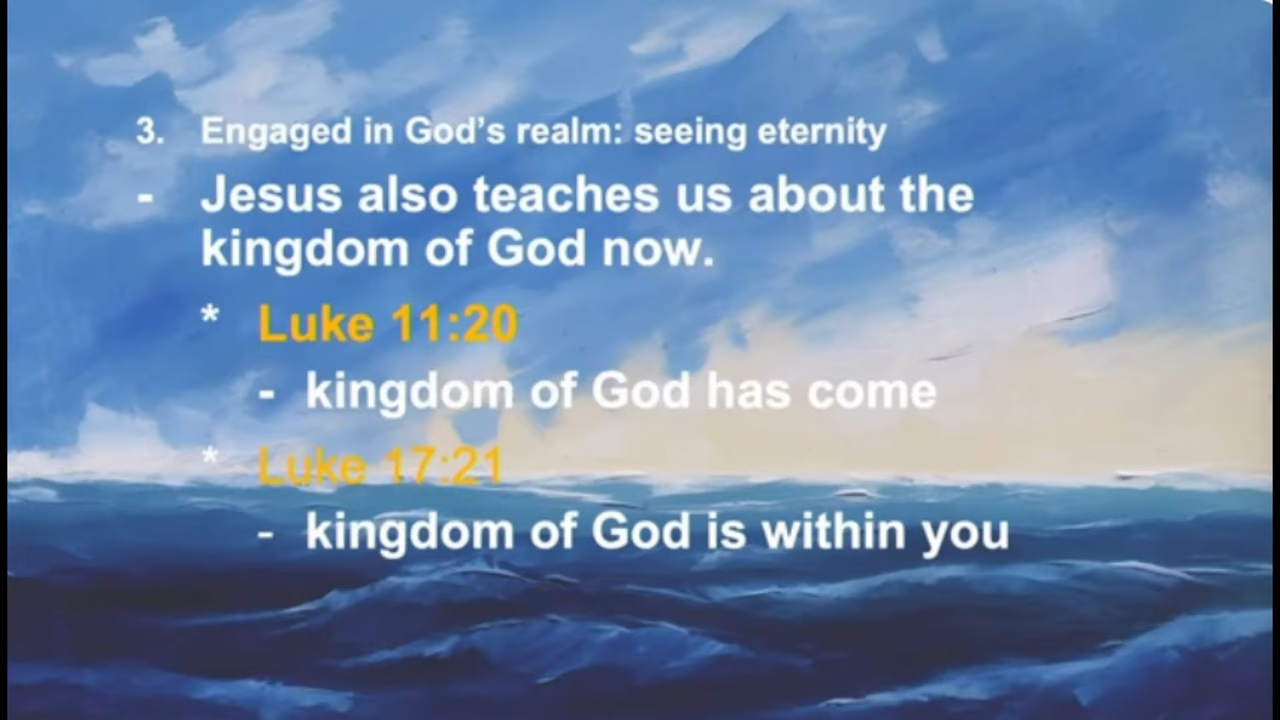 3. Engaged in God's realm: seeing eternity
- Jesus also teaches us about the
kingdom of God now.
* Luke 11:20
- kingdom of God has come
* Luke 17:21
- kingdom of God is within you